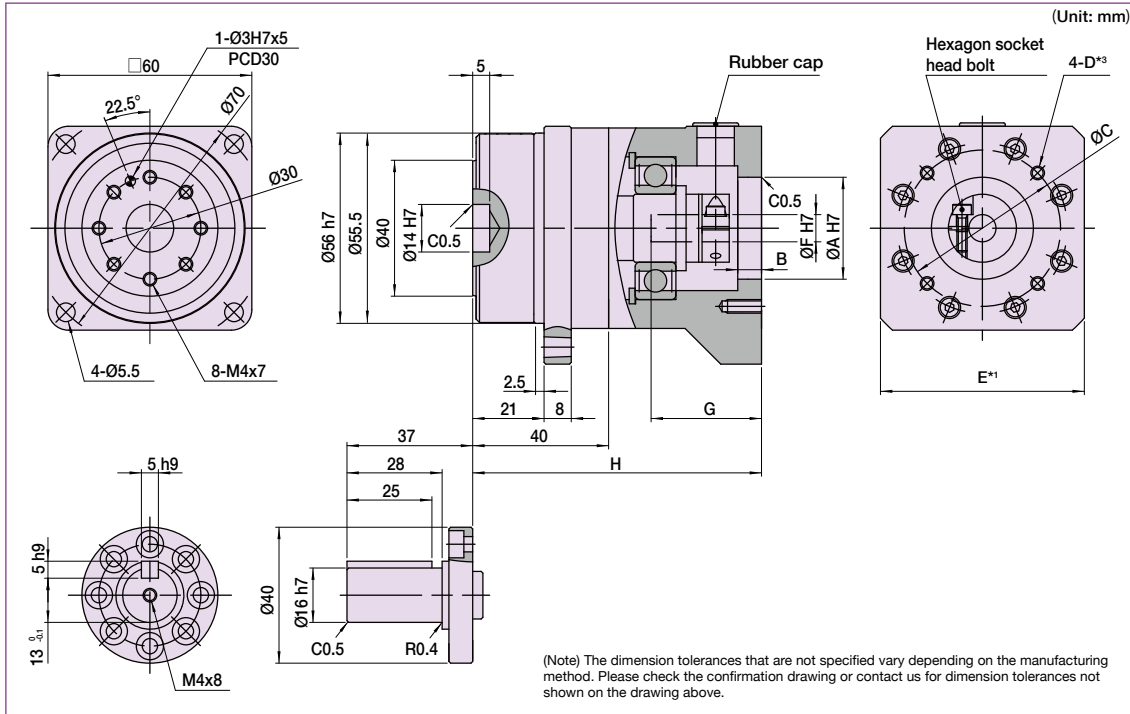 (Unit: mm)
1-Ø3H7x5
PCD30
□60
22.5°
Ø70
Ø30
4-Ø5.5
8-M4x7
5
Rubber cap
Ø56 h7
Ø55.5
Ø40
Ø14 H7
C0.5
C0.5
ØF H7
ØA H7
B
2.5
21
8
G
37
40
28
H
25
Hexagon socket
head bolt
4-D*3
ØC
E*1
5 h9
5 h9
13 0 -0.1
M4x8
Ø40
Ø16 h7
C0.5
R0.4
(Note) The dimension tolerances that are not specified vary depending on the manufacturing
method. Please check the confirmation drawing or contact us for dimension tolerances not
shown on the drawing above.